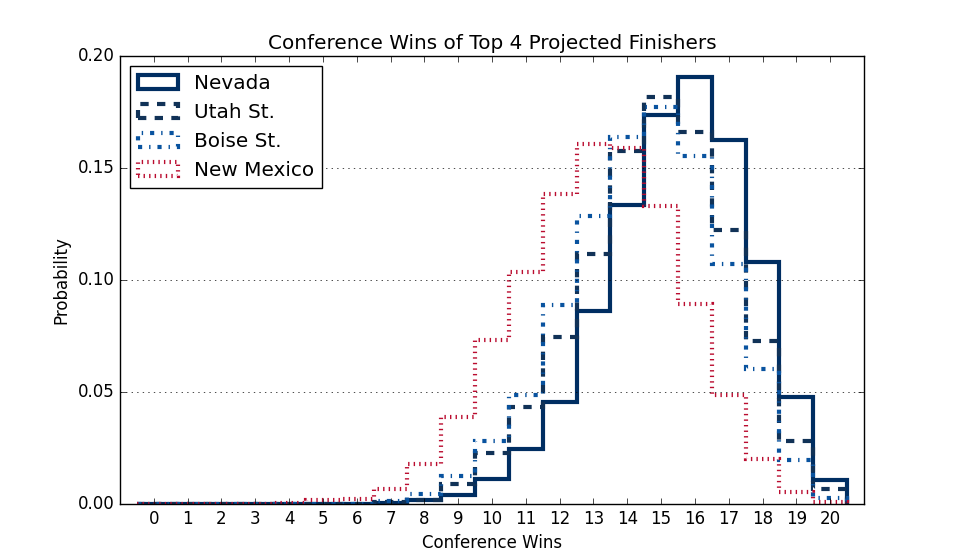 Conference Wins of Top 4 Projected Finishers
0.20
Nevada
Utah St.
Boise St.
New Mexico
0.15
0.10
0.05
0.00
Probability
0 1 2 3 4 5 6 7 8 9 10 11 12 13 14 15 16 17 18 19 20
Conference Wins